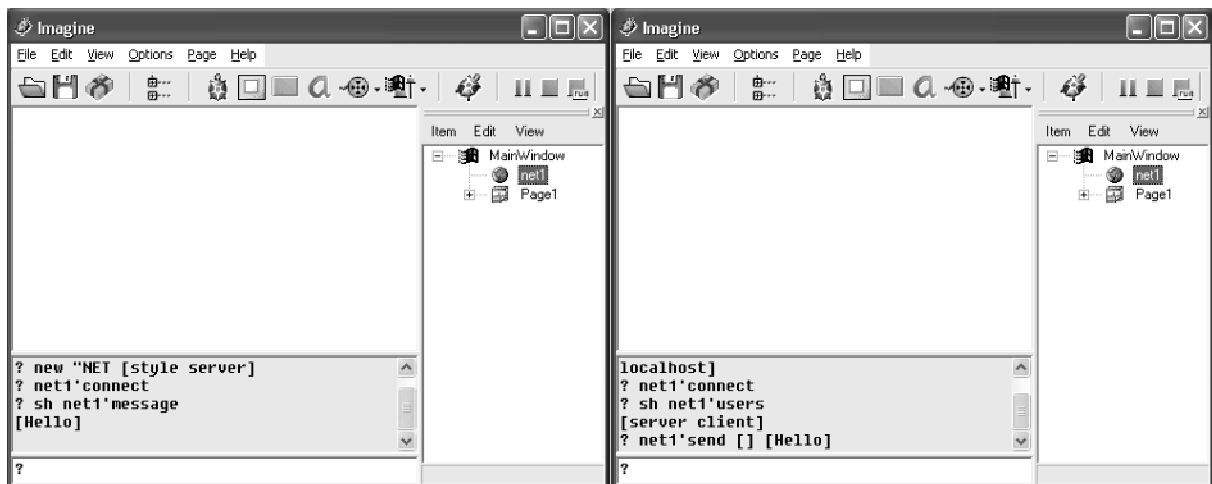 Imagine
File Edit View Options Page Help
run
Item Edit View
MainWindow
net1
Page1
? new "NET [style server]
? net1'connect
? sh net1'message
[Hello]
?
Imagine
File Edit View Options Page Help
run
Item Edit View
MainWindow
net1
Page1
localhost]
? net1'connect
? sh net1'users
[server client]
? net1'send [] [Hello]
?